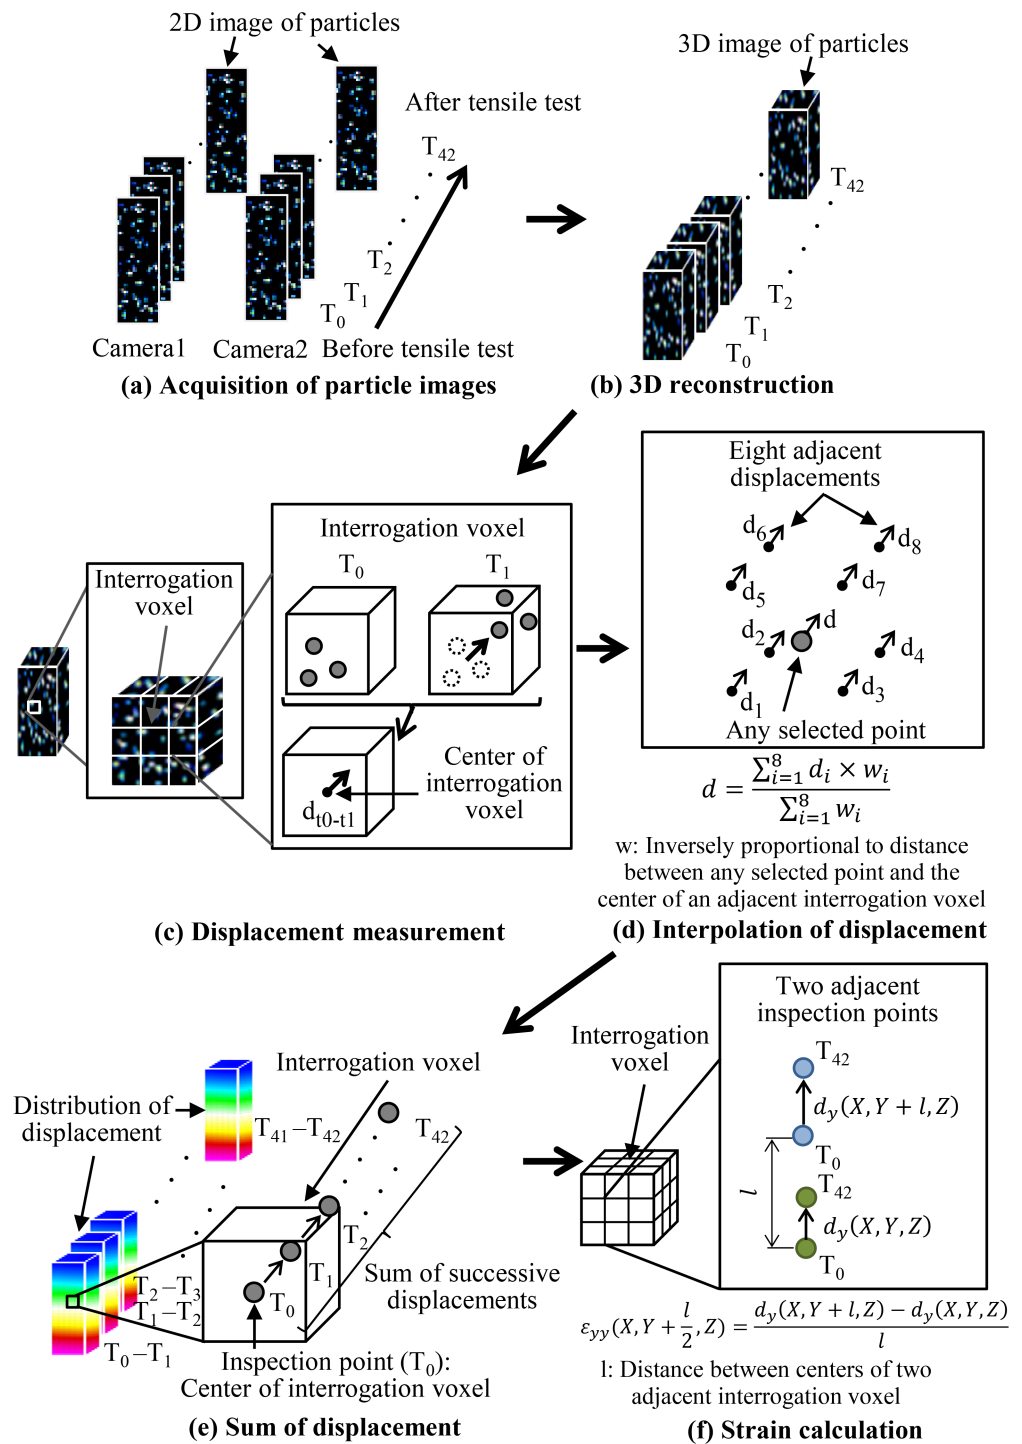 2D image of particles
After tensile test
T42
T2
T1
T0
Camera1
Camera2
Before tensile test
(a) Acquisition of particle images
3D image of particles
T42
T2
T1
T0
(b) 3D reconstruction
Interrogation
voxel
Interrogation voxel
T0
T1
Center of
interrogation
voxel
dt0-t1
(c) Displacement measurement
Eight adjacent
displacements
d6
d8
d5
d7
d2
d
d4
d1
d3
Any selected point
d = ∑⁸ᵢ₌₁ dᵢ × wᵢ / ∑⁸ᵢ₌₁ wᵢ
w: Inversely proportional to distance
between any selected point and the
center of an adjacent interrogation voxel
(d) Interpolation of displacement
Interrogation voxel
Distribution of
displacement
T41–T42
T42
T2
T1
T0
T2–T3
T1–T2
T0–T1
Sum of successive
displacements
Inspection point (T0):
Center of interrogation voxel
(e) Sum of displacement
Interrogation
voxel
Two adjacent
inspection points
T42
dy(X, Y + l, Z)
T0
l
T42
dy(X, Y, Z)
T0
εyy(X, Y + l/2, Z) = dy(X, Y + l, Z) − dy(X, Y, Z) / l
l: Distance between centers of two
adjacent interrogation voxel
(f) Strain calculation